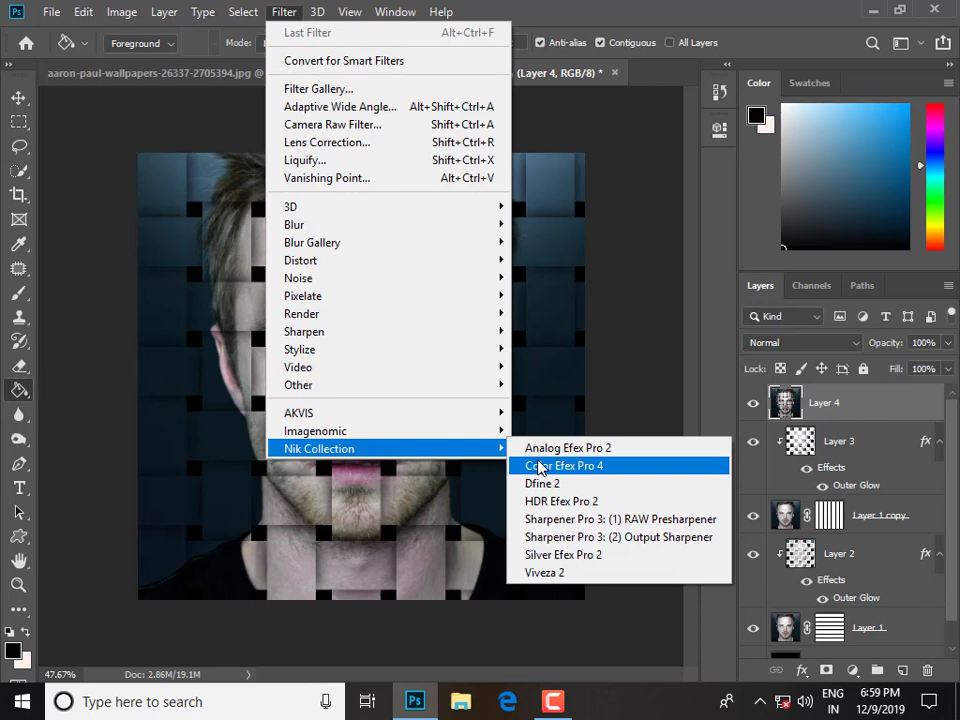 Ps File Edit Image Layer Type Select Filter 3D View Window Help
Foreground Mode: Anti-alias Contiguous All Layers
aaron-paul-wallpapers-26337-2705394.jpg @ (Layer 4, RGB/8) * ×
Last Filter Alt+Ctrl+F
Convert for Smart Filters
Filter Gallery...
Adaptive Wide Angle... Alt+Shift+Ctrl+A
Camera Raw Filter... Shift+Ctrl+A
Lens Correction... Shift+Ctrl+R
Liquify... Shift+Ctrl+X
Vanishing Point... Alt+Ctrl+V
3D
Blur
Blur Gallery
Distort
Noise
Pixelate
Render
Sharpen
Stylize
Video
Other
AKVIS
Imagenomic
Nik Collection
Analog Efex Pro 2
Color Efex Pro 4
Dfine 2
HDR Efex Pro 2
Sharpener Pro 3: (1) RAW Presharpener
Sharpener Pro 3: (2) Output Sharpener
Silver Efex Pro 2
Viveza 2
Color Swatches
Layers Channels Paths
Kind
Normal Opacity: 100%
Lock: Fill: 100%
Layer 4
Layer 3 fx
Effects
Outer Glow
Layer 1 copy
Layer 2 fx
Effects
Outer Glow
Layer 1
fx
47.67% Doc: 2.86M/19.1M
Type here to search
Ps
ENG
IN
6:59 PM
12/9/2019